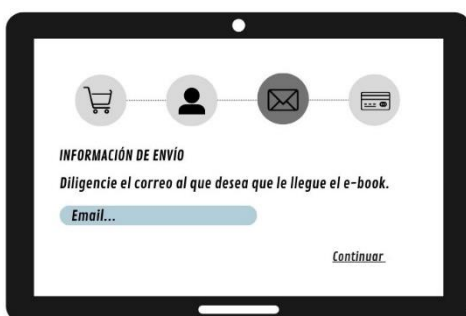 INFORMACIÓN DE ENVÍO
Diligencie el correo al que desea que le llegue el e-book.
Email...
Continuar